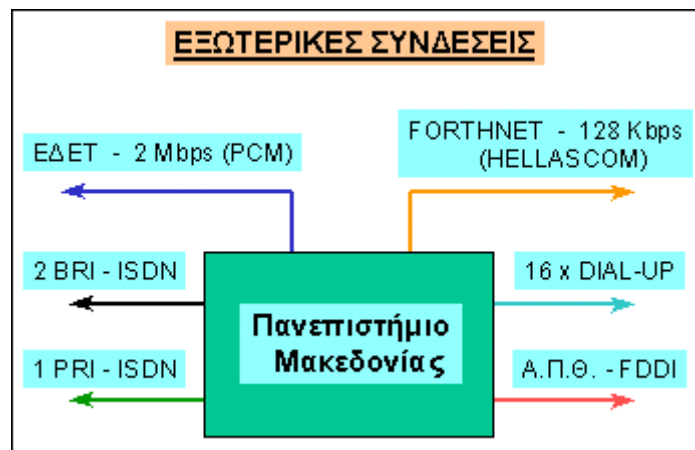 ΕΞΩΤΕΡΙΚΕΣ ΣΥΝΔΕΣΕΙΣ
ΕΔΕΤ - 2 Mbps (PCM)
FORTHNET - 128 Kbps
(HELLASCOM)
2 BRI - ISDN
16 x DIAL-UP
Πανεπιστήμιο
Μακεδονίας
1 PRI - ISDN
Α.Π.Θ. - FDDI